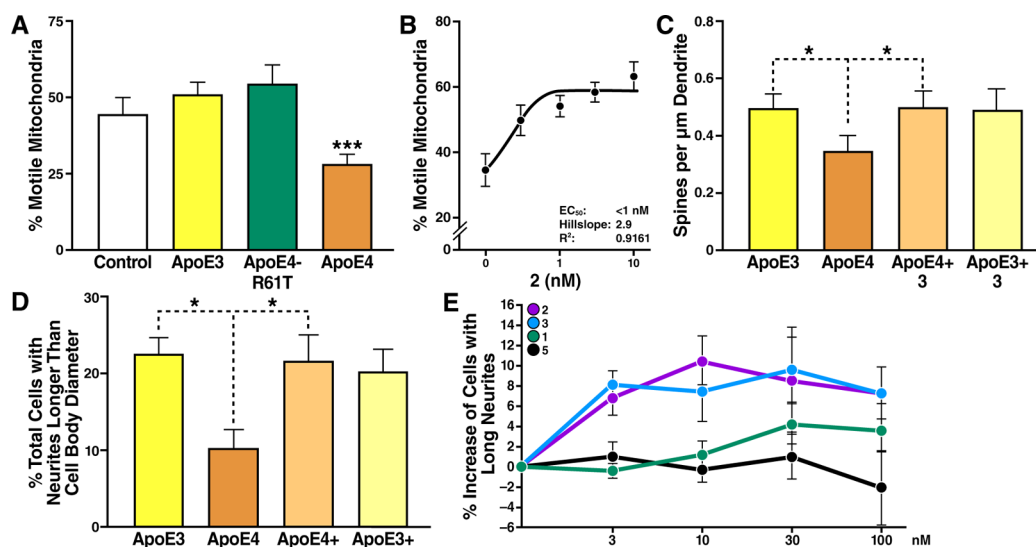 A
% Motile Mitochondria
75
50
25
0
***
Control
ApoE3
ApoE4-
R61T
ApoE4
B
% Motile Mitochondria
80
60
40
20
0
1
10
2 (nM)
EC₅₀: <1 nM
Hillslope: 2.9
R²: 0.9161
C
Spines per µm Dendrite
0.8
0.6
0.4
0.2
0
* *
ApoE3
ApoE4
ApoE4+
3
ApoE3+
3
D
% Total Cells with
Neurites Longer Than
Cell Body Diameter
30
20
10
0
* *
ApoE3
ApoE4
ApoE4+
ApoE3+
E
% Increase of Cells with
Long Neurites
16
14
12
10
8
6
4
2
0
−2
−4
−6
2
3
1
5
3
10
30
100
nM